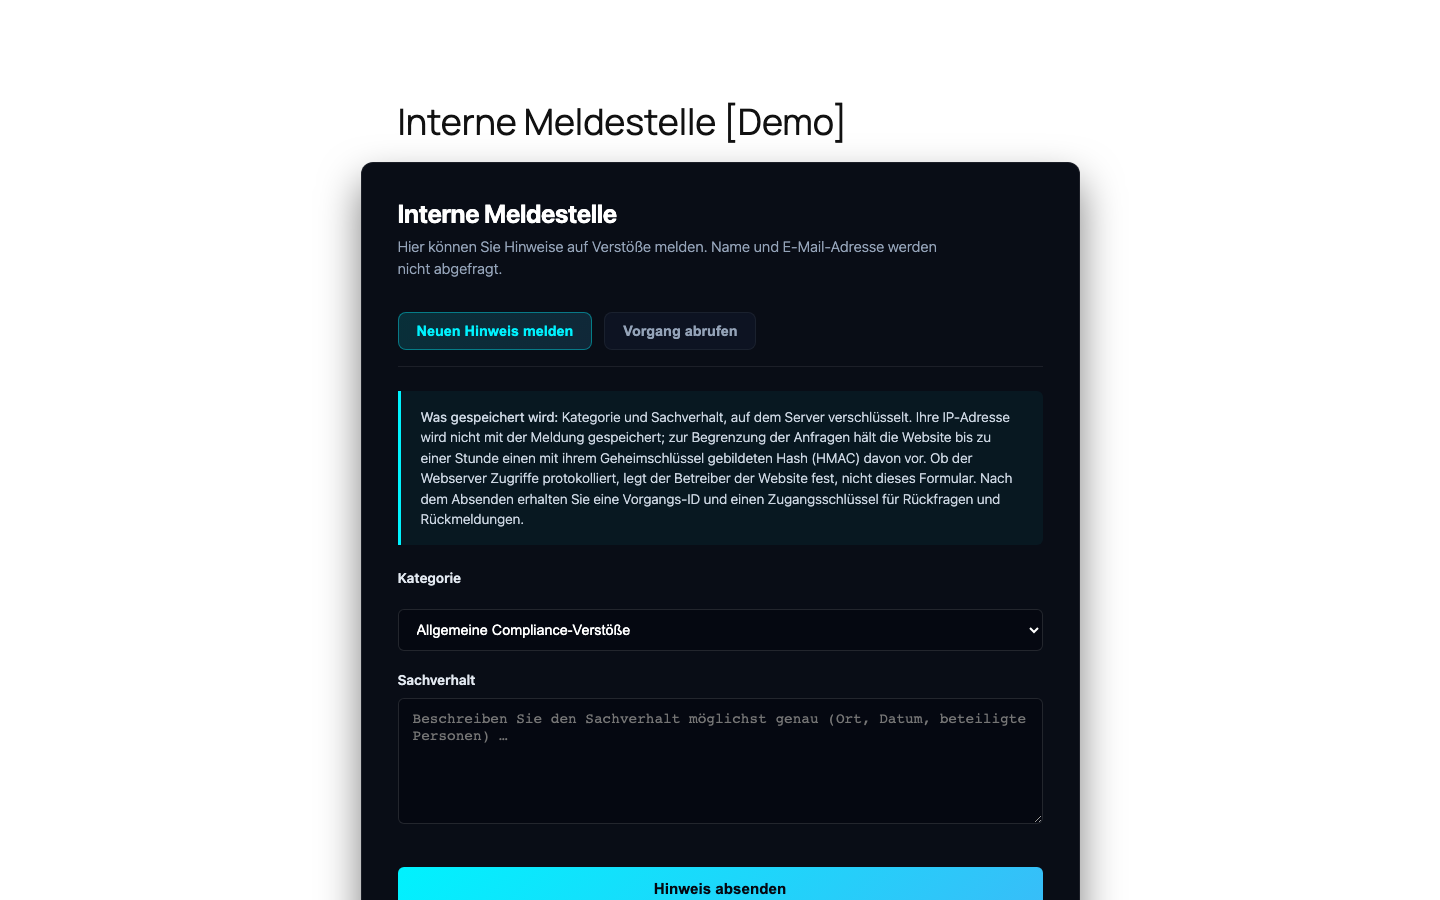 Interne Meldestelle [Demo]
Interne Meldestelle
Hier können Sie Hinweise auf Verstöße melden. Name und E-Mail-Adresse werden
nicht abgefragt.
Neuen Hinweis melden
Vorgang abrufen
Was gespeichert wird: Kategorie und Sachverhalt, auf dem Server verschlüsselt. Ihre IP-Adresse
wird nicht mit der Meldung gespeichert; zur Begrenzung der Anfragen hält die Website bis zu
einer Stunde einen mit ihrem Geheimschlüssel gebildeten Hash (HMAC) davon vor. Ob der
Webserver Zugriffe protokolliert, legt der Betreiber der Website fest, nicht dieses Formular. Nach
dem Absenden erhalten Sie eine Vorgangs-ID und einen Zugangsschlüssel für Rückfragen und
Rückmeldungen.
Kategorie
Allgemeine Compliance-Verstöße
Sachverhalt
Beschreiben Sie den Sachverhalt möglichst genau (Ort, Datum, beteiligte
Personen) …
Hinweis absenden